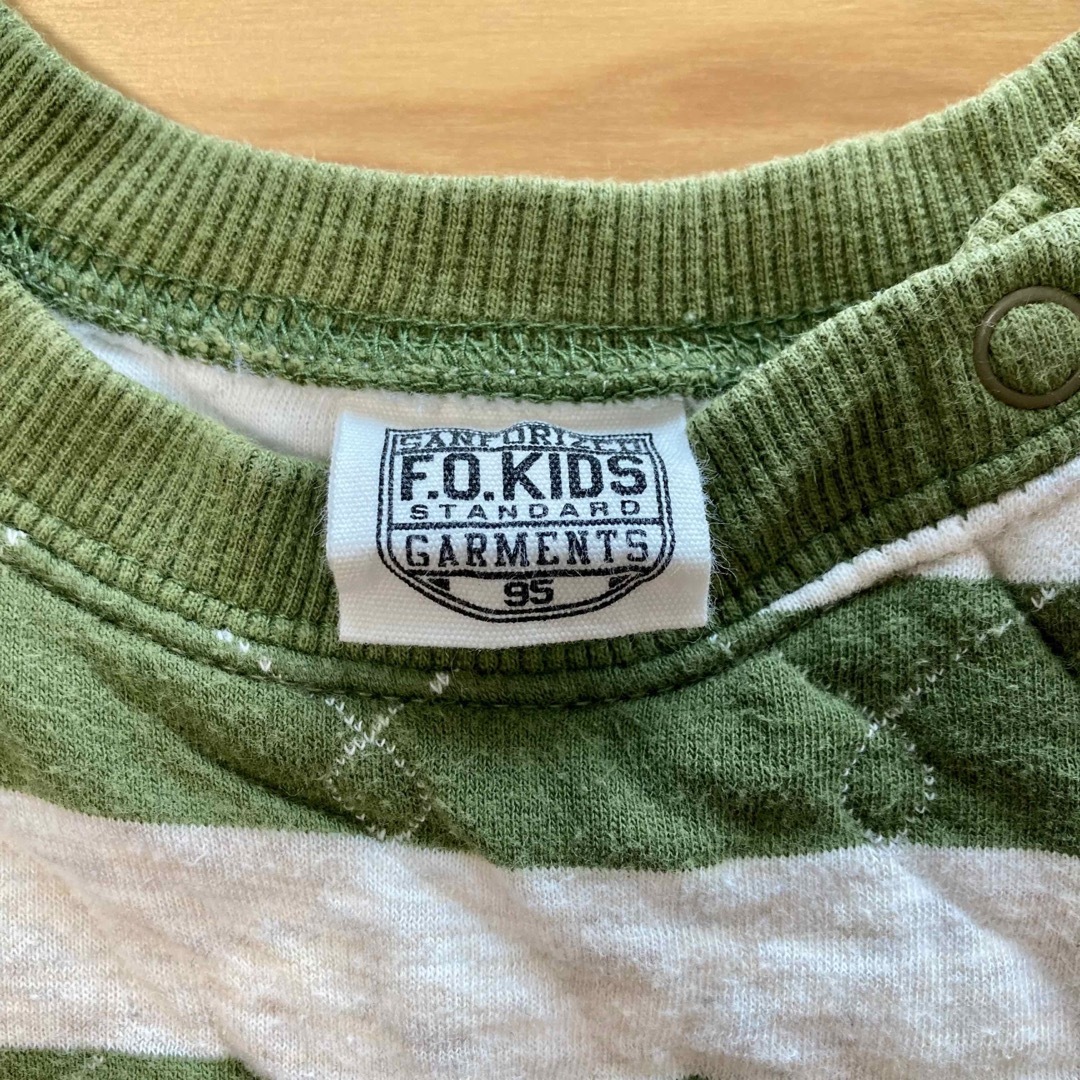 SANFORIZED
F.O.KIDS
STANDARD
GARMENTS
95